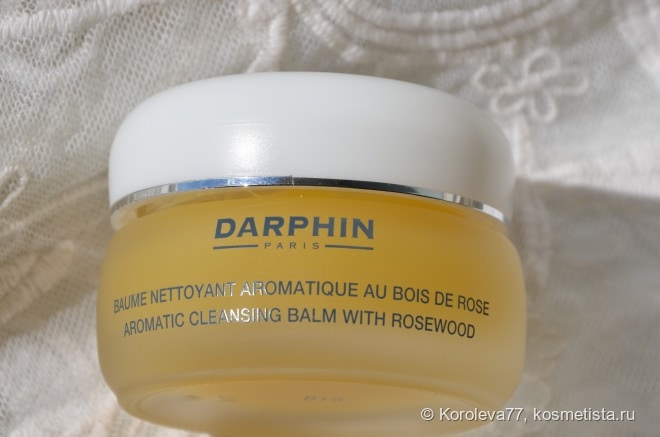 DARPHIN
PARIS
BAUME NETTOYANT AROMATIQUE AU BOIS DE ROSE
AROMATIC CLEANSING BALM WITH ROSEWOOD
© Koroleva77, kosmetista.ru